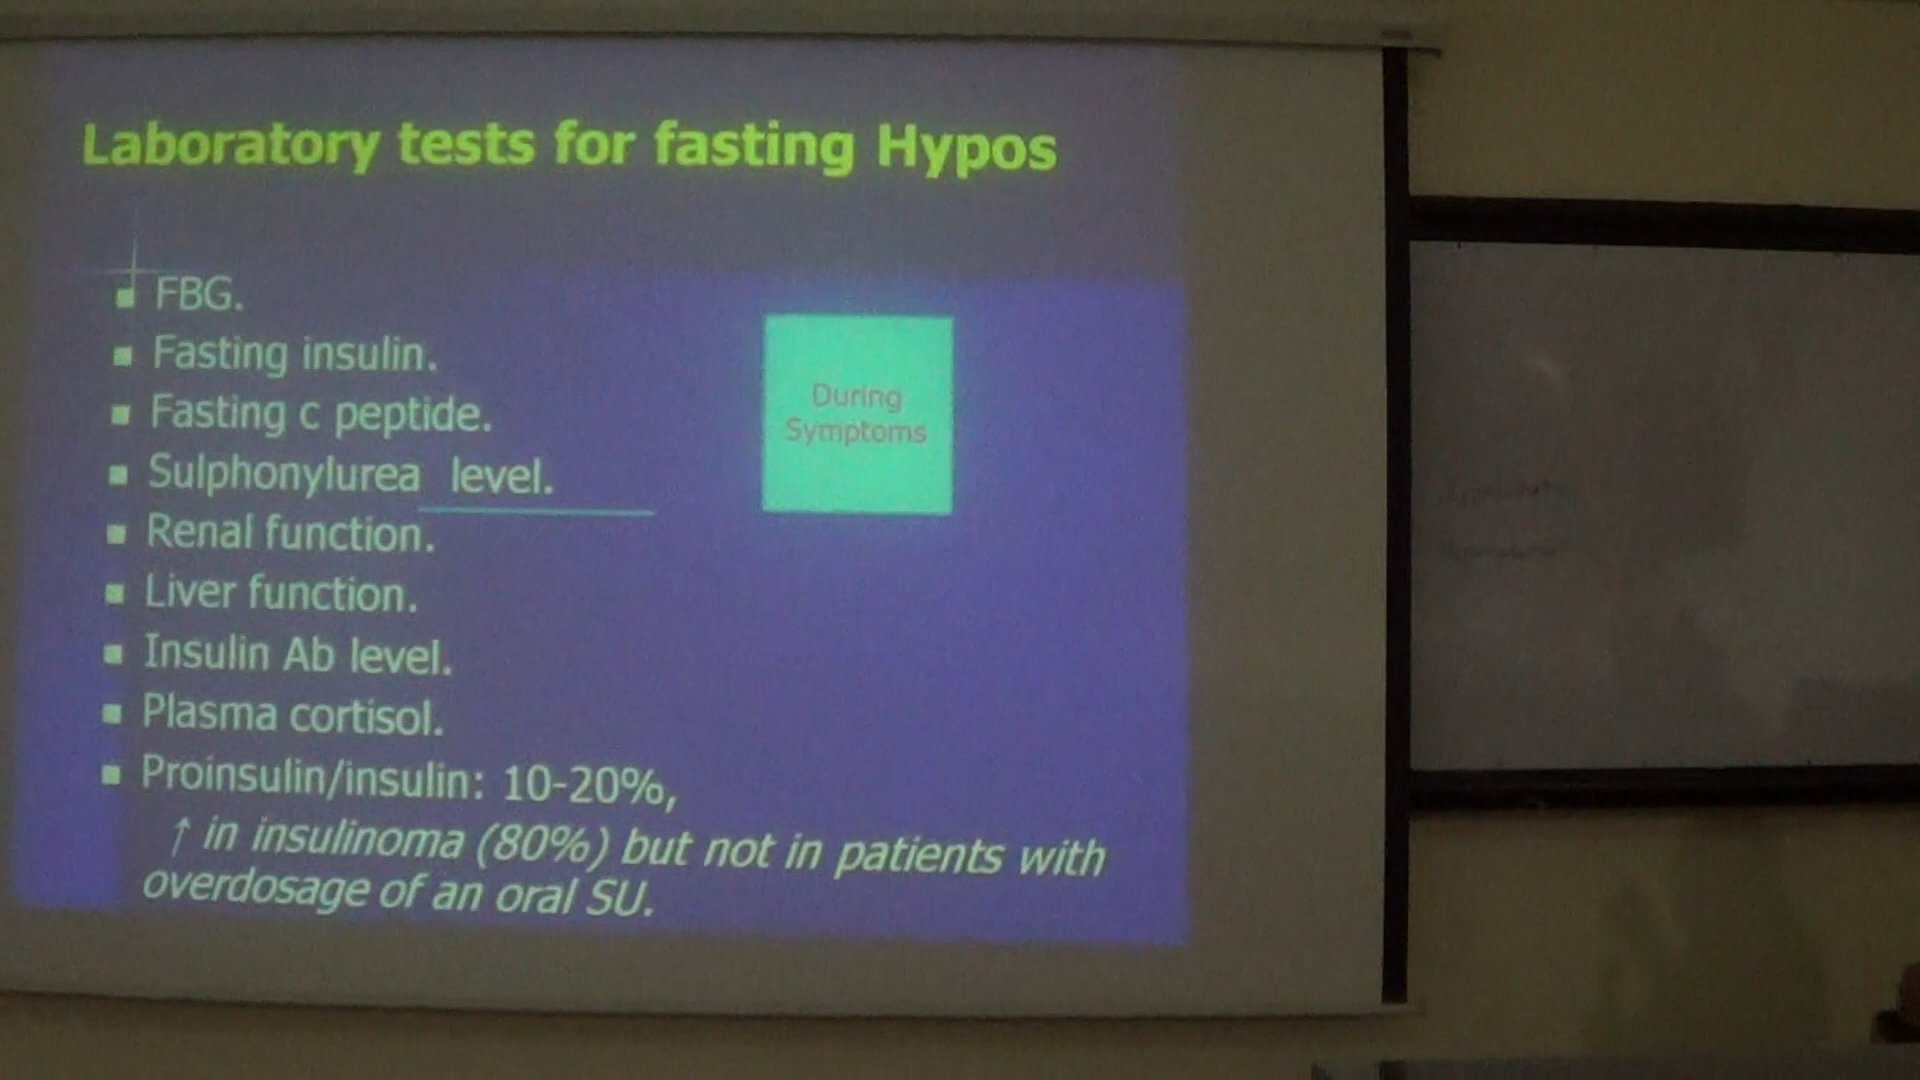 Laboratory tests for fasting Hypos
FBG.
Fasting insulin.
Fasting c peptide.
Sulphonylurea level.
Renal function.
Liver function.
Insulin Ab level.
Plasma cortisol.
Proinsulin/insulin: 10-20%,
↑ in insulinoma (80%) but not in patients with
overdosage of an oral SU.
During
Symptoms